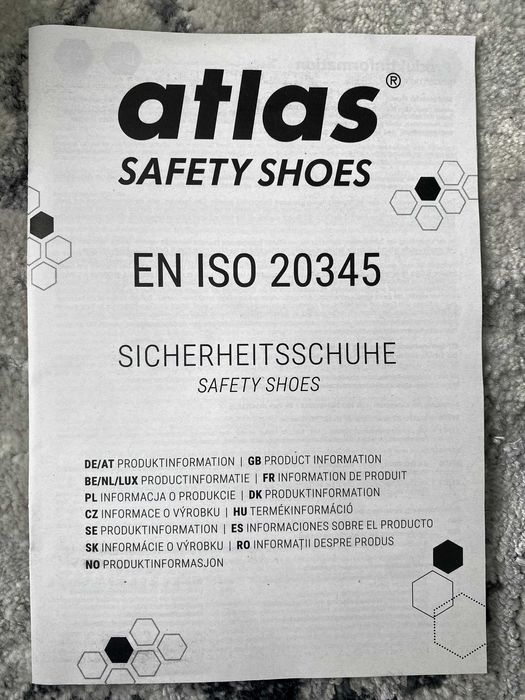 atlas®
SAFETY SHOES
EN ISO 20345
SICHERHEITSSCHUHE
SAFETY SHOES
DE/AT PRODUKTINFORMATION | GB PRODUCT INFORMATION
BE/NL/LUX PRODUCTINFORMATIE | FR INFORMATION DE PRODUIT
PL INFORMACJA O PRODUKCIE | DK PRODUKTINFORMATION
CZ INFORMACE O VÝROBKU | HU TERMÉKINFORMÁCIÓ
SE PRODUKTINFORMATION | ES INFORMACIONES SOBRE EL PRODUCTO
SK INFORMÁCIE O VÝROBKU | RO INFORMAȚII DESPRE PRODUS
NO PRODUKTINFORMASJON